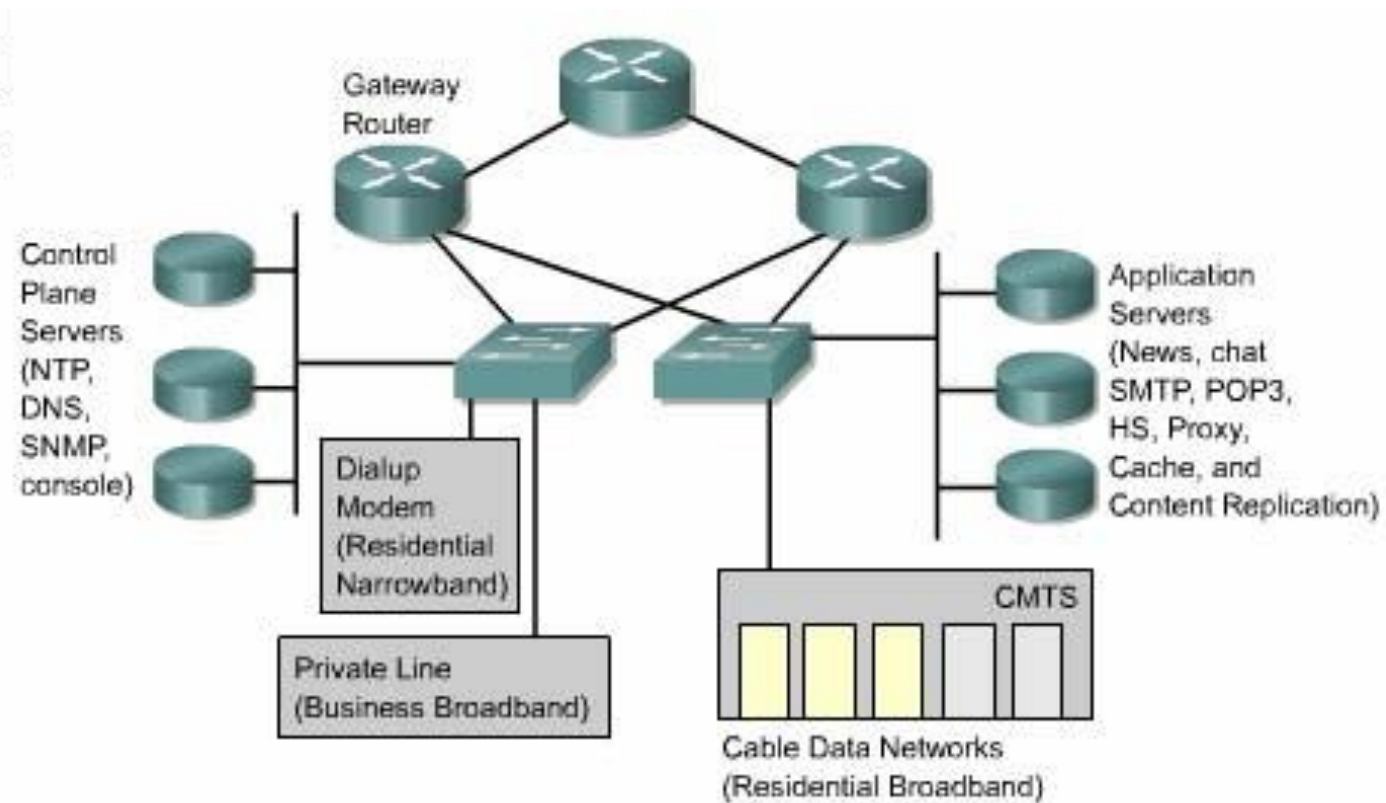 Gateway
Router
Control
Plane
Servers
(NTP,
DNS,
SNMP,
console)
Application
Servers
(News, chat
SMTP, POP3,
HS, Proxy,
Cache, and
Content Replication)
Dialup
Modem
(Residential
Narrowband)
Private Line
(Business Broadband)
CMTS
Cable Data Networks
(Residential Broadband)